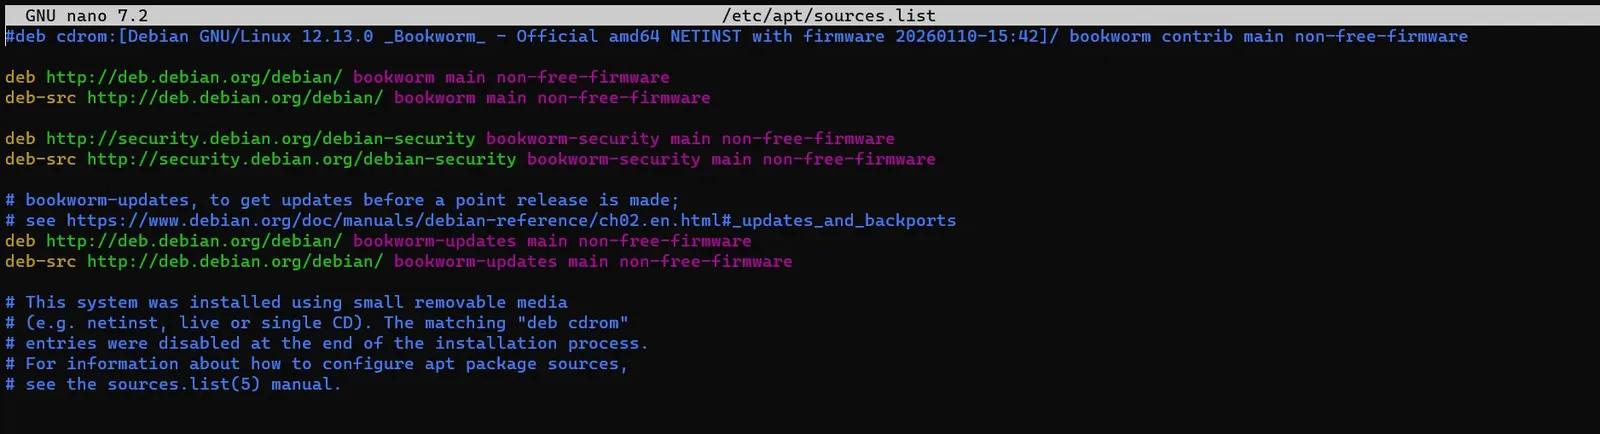 GNU nano 7.2 /etc/apt/sources.list
#deb cdrom:[Debian GNU/Linux 12.13.0 _Bookworm_ - Official amd64 NETINST with firmware 20260110-15:42]/ bookworm contrib main non-free-firmware
deb http://deb.debian.org/debian/ bookworm main non-free-firmware
deb-src http://deb.debian.org/debian/ bookworm main non-free-firmware
deb http://security.debian.org/debian-security bookworm-security main non-free-firmware
deb-src http://security.debian.org/debian-security bookworm-security main non-free-firmware
# bookworm-updates, to get updates before a point release is made;
# see https://www.debian.org/doc/manuals/debian-reference/ch02.en.html#_updates_and_backports
deb http://deb.debian.org/debian/ bookworm-updates main non-free-firmware
deb-src http://deb.debian.org/debian/ bookworm-updates main non-free-firmware
# This system was installed using small removable media
# (e.g. netinst, live or single CD). The matching "deb cdrom"
# entries were disabled at the end of the installation process.
# For information about how to configure apt package sources,
# see the sources.list(5) manual.